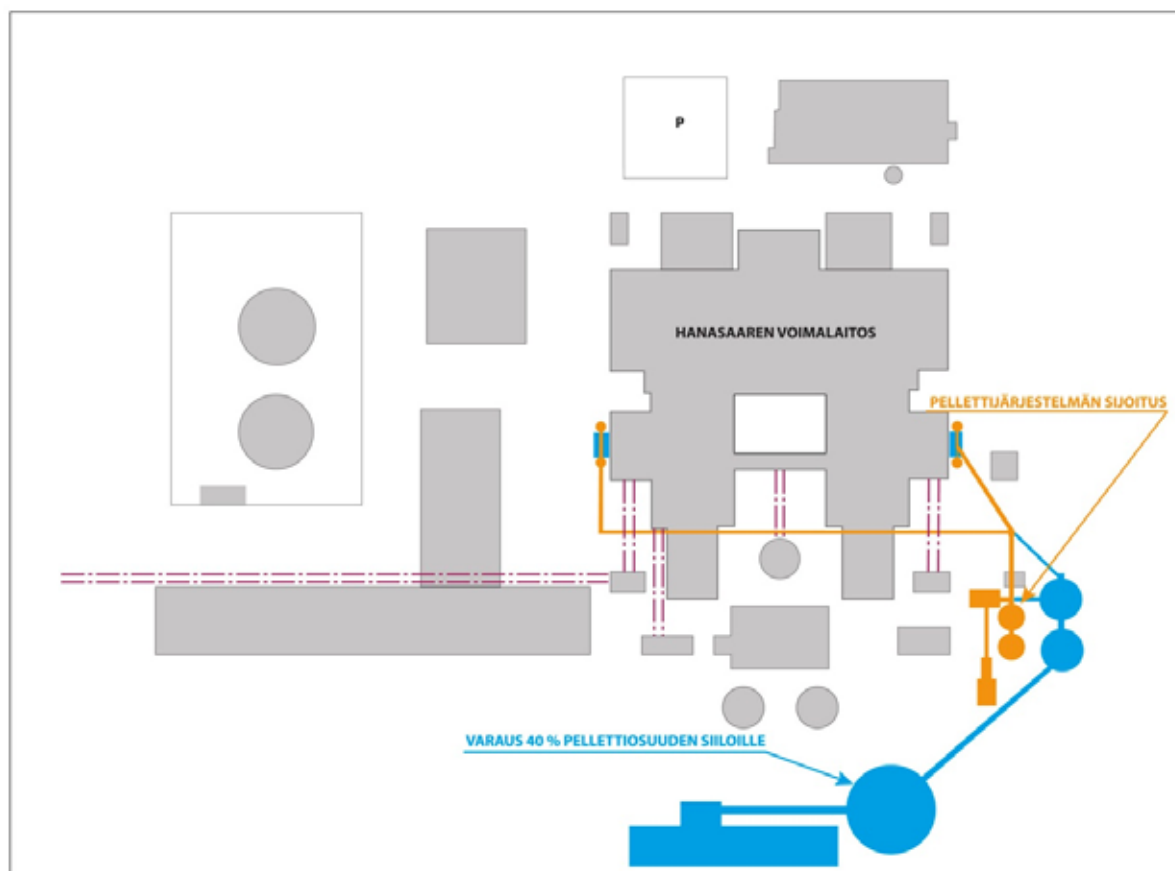 P
HANASAAREN VOIMALAITOS
PELLETTIJÄRJESTELMÄN SIJOITUS
VARAUS 40 % PELLETTIOSUUDEN SIILOILLE